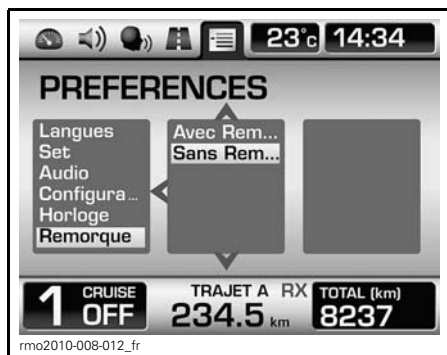 23°c 14:34
PREFERENCES
Langues
Set
Audio
Configura...
Horloge
Remorque
Avec Rem...
Sans Rem...
1 CRUISE OFF
TRAJET A RX
234.5 km
TOTAL (km)
8237
rmo2010-008-012_fr